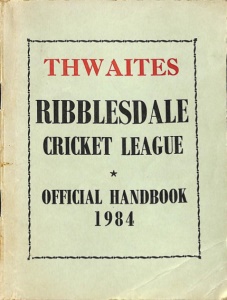 THWAITES
RIBBLESDALE
CRICKET LEAGUE
★
OFFICIAL HANDBOOK
1984